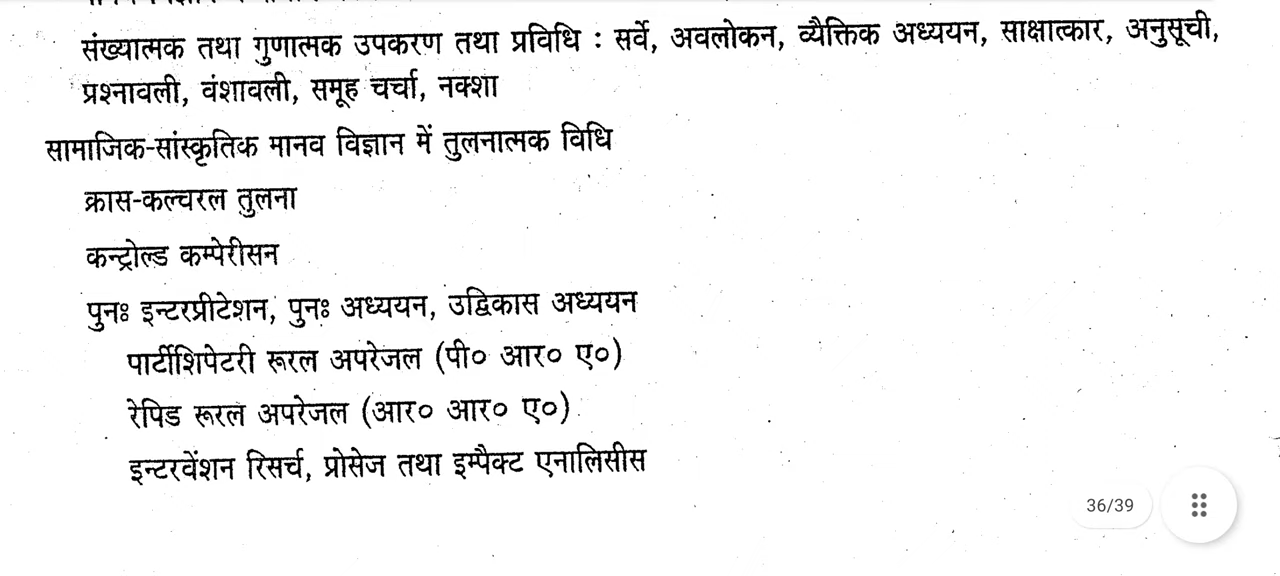 संख्यात्मक तथा गुणात्मक उपकरण तथा प्रविधि : सर्वे, अवलोकन, व्यैक्तिक अध्ययन, साक्षात्कार, अनुसूची,
प्रश्नावली, वंशावली, समूह चर्चा, नक्शा
सामाजिक-सांस्कृतिक मानव विज्ञान में तुलनात्मक विधि
क्रास-कल्चरल तुलना
कन्ट्रोल्ड कम्पेरीसन
पुनः इन्टरप्रीटेशन, पुनः अध्ययन, उद्विकास अध्ययन
पार्टीशिपेटरी रूरल अपरेजल (पी० आर० ए०)
रेपिड रूरल अपरेजल (आर० आर० ए०)
इन्टरवेंशन रिसर्च, प्रोसेज तथा इम्पैक्ट एनालिसीस
36/39